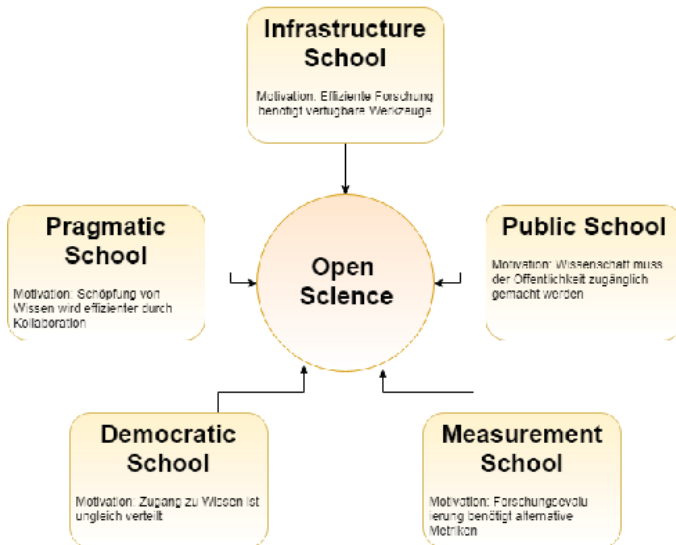 Infrastructure
School
Motivation: Effiziente Forschung
benötigt verfügbare Werkzeuge
Pragmatic
School
Motivation: Schöpfung von
Wissen wird effizienter durch
Kollaboration
Open
Science
Public School
Motivation: Wissenschaft muss
der Öffentlichkeit zugänglich
gemacht werden
Democratic
School
Motivation: Zugang zu Wissen ist
ungleich verteilt
Measurement
School
Motivation: Forschungsevalu
ierung benötigt alternative
Metriken